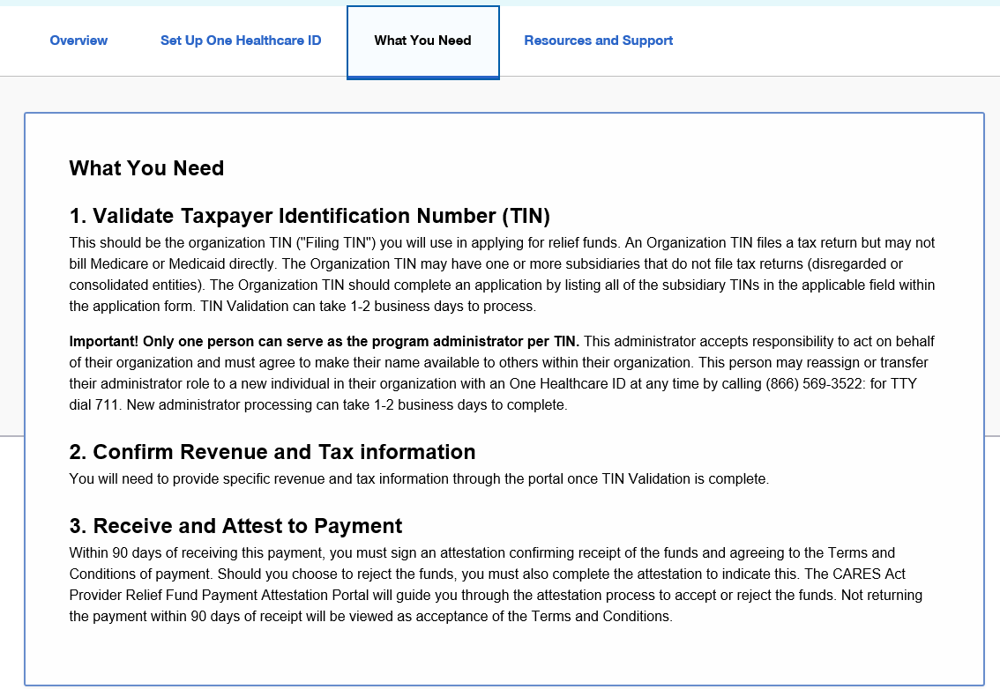 Overview
Set Up One Healthcare ID
What You Need
Resources and Support
What You Need
1. Validate Taxpayer Identification Number (TIN)
This should be the organization TIN ("Filing TIN") you will use in applying for relief funds. An Organization TIN files a tax return but may not
bill Medicare or Medicaid directly. The Organization TIN may have one or more subsidiaries that do not file tax returns (disregarded or
consolidated entities). The Organization TIN should complete an application by listing all of the subsidiary TINs in the applicable field within
the application form. TIN Validation can take 1-2 business days to process.
Important! Only one person can serve as the program administrator per TIN. This administrator accepts responsibility to act on behalf
of their organization and must agree to make their name available to others within their organization. This person may reassign or transfer
their administrator role to a new individual in their organization with an One Healthcare ID at any time by calling (866) 569-3522: for TTY
dial 711. New administrator processing can take 1-2 business days to complete.
2. Confirm Revenue and Tax information
You will need to provide specific revenue and tax information through the portal once TIN Validation is complete.
3. Receive and Attest to Payment
Within 90 days of receiving this payment, you must sign an attestation confirming receipt of the funds and agreeing to the Terms and
Conditions of payment. Should you choose to reject the funds, you must also complete the attestation to indicate this. The CARES Act
Provider Relief Fund Payment Attestation Portal will guide you through the attestation process to accept or reject the funds. Not returning
the payment within 90 days of receipt will be viewed as acceptance of the Terms and Conditions.